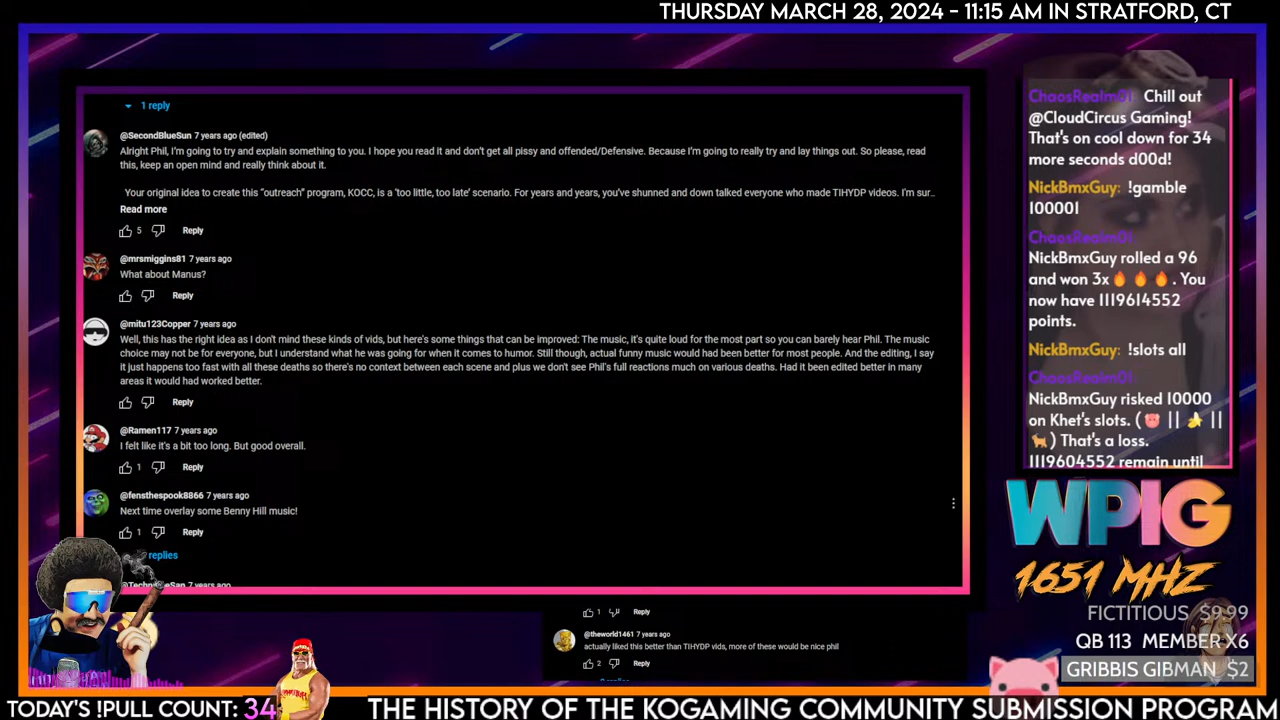 THURSDAY MARCH 28, 2024 - 11:15 AM IN STRATFORD, CT
1 reply
@SecondBlueSun 7 years ago (edited)
Alright Phil, I'm going to try and explain something to you. I hope you read it and don't get all pissy and offended/Defensive. Because I'm going to really try and lay things out. So please, read
this, keep an open mind and really think about it.
Your original idea to create this "outreach" program, KOCC, is a 'too little, too late' scenario. For years and years, you've shunned and down talked everyone who made TIHYDP videos. I'm sur..
Read more
5 Reply
@mrsmiggins81 7 years ago
What about Manus?
Reply
@mitu123Copper 7 years ago
Well, this has the right idea as I don't mind these kinds of vids, but here's some things that can be improved: The music, it's quite loud for the most part so you can barely hear Phil. The music
choice may not be for everyone, but I understand what he was going for when it comes to humor. Still though, actual funny music would had been better for most people. And the editing, I say
it just happens too fast with all these deaths so there's no context between each scene and plus we don't see Phil's full reactions much on various deaths. Had it been edited better in many
areas it would had worked better.
Reply
@Ramen117 7 years ago
I felt like it's a bit too long. But good overall.
1 Reply
@fensthespook8866 7 years ago
Next time overlay some Benny Hill music!
1 Reply
replies
7 years ago
1 Reply
@theworld1461 7 years ago
actually liked this better than TIHYDP vids, more of these would be nice phil
2 Reply
ChaosRealm01: Chill out
@CloudCircus Gaming!
That's on cool down for 34
more seconds d00d!
NickBmxGuy: !gamble
100001
ChaosRealm01:
NickBmxGuy rolled a 96
and won 3x 🔥 🔥 🔥. You
now have 1119614552
points.
NickBmxGuy: !slots all
ChaosRealm01:
NickBmxGuy risked 10000
on Khet's slots. (🐷 || 🍌 ||
🐕) That's a loss.
1119604552 remain until
WPIG
1651 MHZ
FICTITIOUS $9.99
QB 113 MEMBER X6
GRIBBIS GIBMAN $2
TODAY'S !PULL COUNT: 34
THE HISTORY OF THE KOGAMING COMMUNITY SUBMISSION PROGRAM